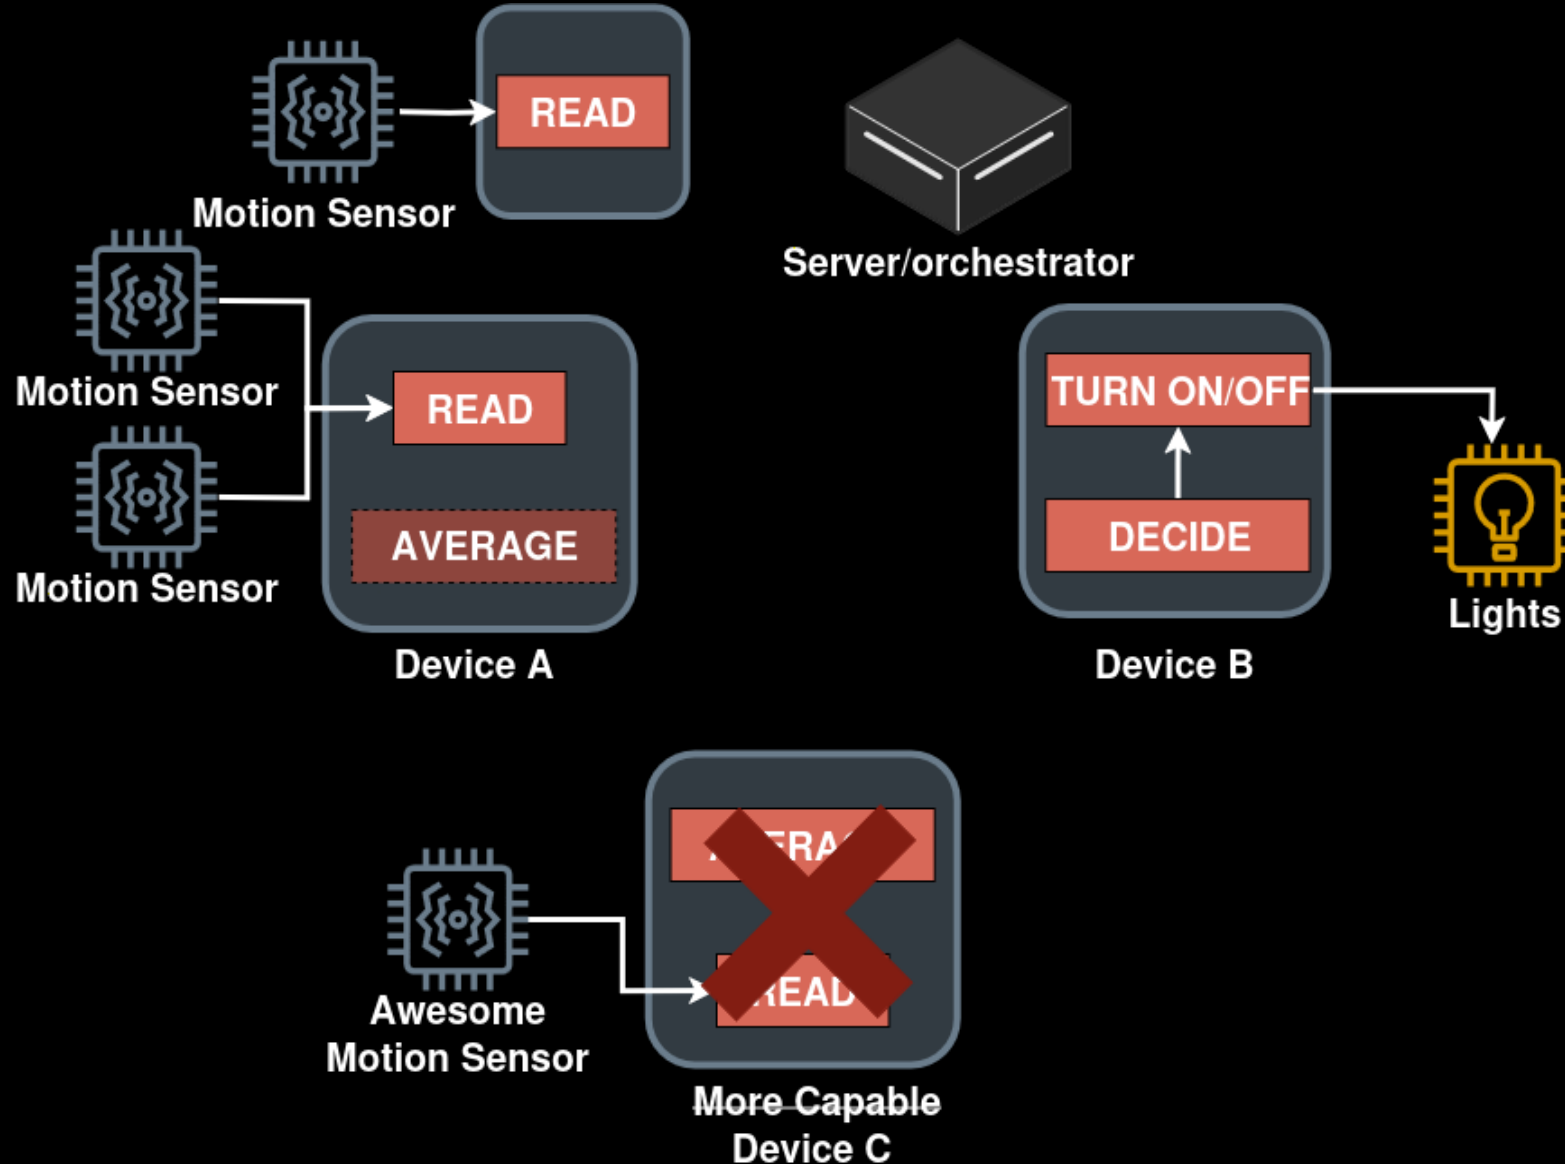 READ
Motion Sensor
Server/orchestrator
Motion Sensor
READ
TURN ON/OFF
Motion Sensor
AVERAGE
DECIDE
Lights
Device A
Device B
READ
Awesome
Motion Sensor
More Capable
Device C